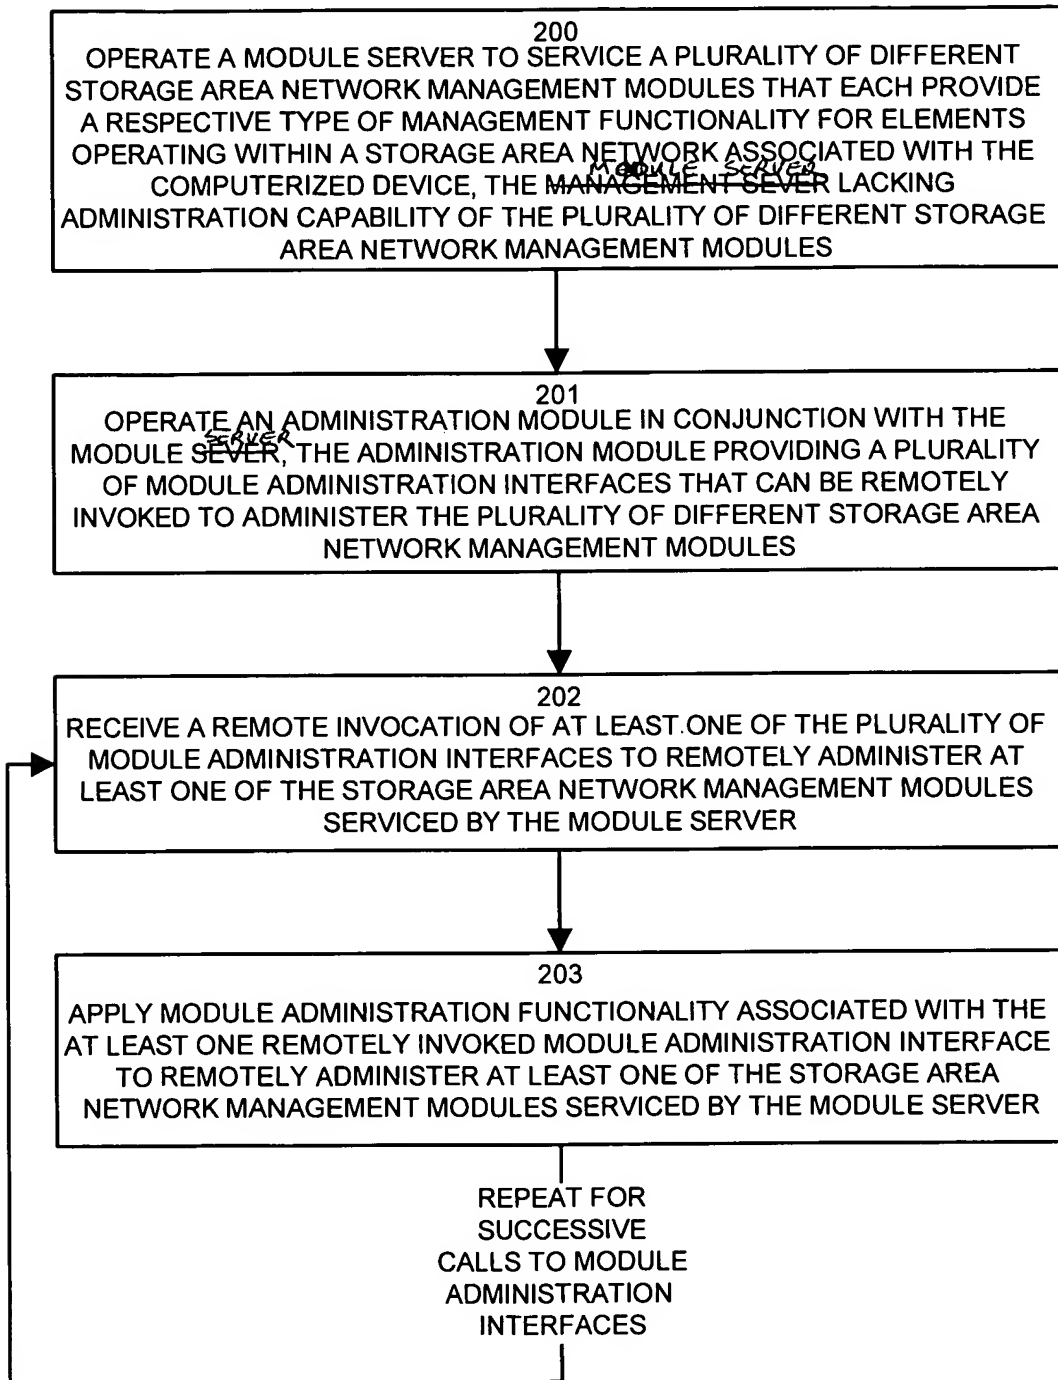 200
OPERATE A MODULE SERVER TO SERVICE A PLURALITY OF DIFFERENT
STORAGE AREA NETWORK MANAGEMENT MODULES THAT EACH PROVIDE
A RESPECTIVE TYPE OF MANAGEMENT FUNCTIONALITY FOR ELEMENTS
OPERATING WITHIN A STORAGE AREA NETWORK ASSOCIATED WITH THE
MODULE SERVER
COMPUTERIZED DEVICE, THE MANAGEMENT SEVER LACKING
ADMINISTRATION CAPABILITY OF THE PLURALITY OF DIFFERENT STORAGE
AREA NETWORK MANAGEMENT MODULES
201
OPERATE AN ADMINISTRATION MODULE IN CONJUNCTION WITH THE
SERVER
MODULE SEVER, THE ADMINISTRATION MODULE PROVIDING A PLURALITY
OF MODULE ADMINISTRATION INTERFACES THAT CAN BE REMOTELY
INVOKED TO ADMINISTER THE PLURALITY OF DIFFERENT STORAGE AREA
NETWORK MANAGEMENT MODULES
202
RECEIVE A REMOTE INVOCATION OF AT LEAST ONE OF THE PLURALITY OF
MODULE ADMINISTRATION INTERFACES TO REMOTELY ADMINISTER AT
LEAST ONE OF THE STORAGE AREA NETWORK MANAGEMENT MODULES
SERVICED BY THE MODULE SERVER
203
APPLY MODULE ADMINISTRATION FUNCTIONALITY ASSOCIATED WITH THE
AT LEAST ONE REMOTELY INVOKED MODULE ADMINISTRATION INTERFACE
TO REMOTELY ADMINISTER AT LEAST ONE OF THE STORAGE AREA
NETWORK MANAGEMENT MODULES SERVICED BY THE MODULE SERVER
REPEAT FOR
SUCCESSIVE
CALLS TO MODULE
ADMINISTRATION
INTERFACES